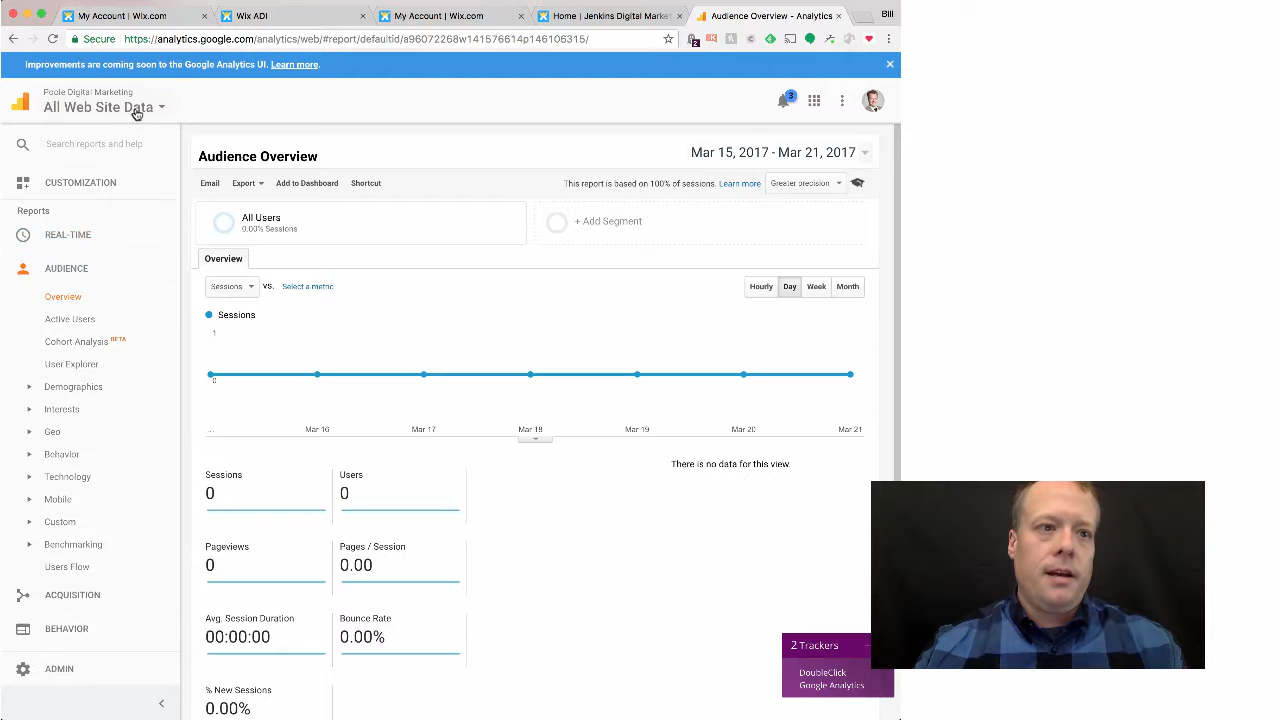 My Account | Wix.com
Wix ADI
My Account | Wix.com
Home | Jenkins Digital Market
Audience Overview - Analytics
Bill
Secure
https://analytics.google.com/analytics/web/#report/defaultid/a96072268w141576614p146106315/
2
Improvements are coming soon to the Google Analytics UI. Learn more.
Poole Digital Marketing
All Web Site Data
3
Search reports and help
CUSTOMIZATION
Reports
REAL-TIME
AUDIENCE
Overview
Active Users
Cohort Analysis BETA
User Explorer
Demographics
Interests
Geo
Behavior
Technology
Mobile
Custom
Benchmarking
Users Flow
ACQUISITION
BEHAVIOR
ADMIN
Audience Overview
Mar 15, 2017 - Mar 21, 2017
Email
Export
Add to Dashboard
Shortcut
This report is based on 100% of sessions. Learn more
Greater precision
All Users
0.00% Sessions
+ Add Segment
Overview
Sessions
VS.
Select a metric
Hourly
Day
Week
Month
Sessions
1
0
...
Mar 16
Mar 17
Mar 18
Mar 19
Mar 20
Mar 21
There is no data for this view.
Sessions
0
Users
0
Pageviews
0
Pages / Session
0.00
Avg. Session Duration
00:00:00
Bounce Rate
0.00%
% New Sessions
0.00%
2 Trackers
DoubleClick
Google Analytics